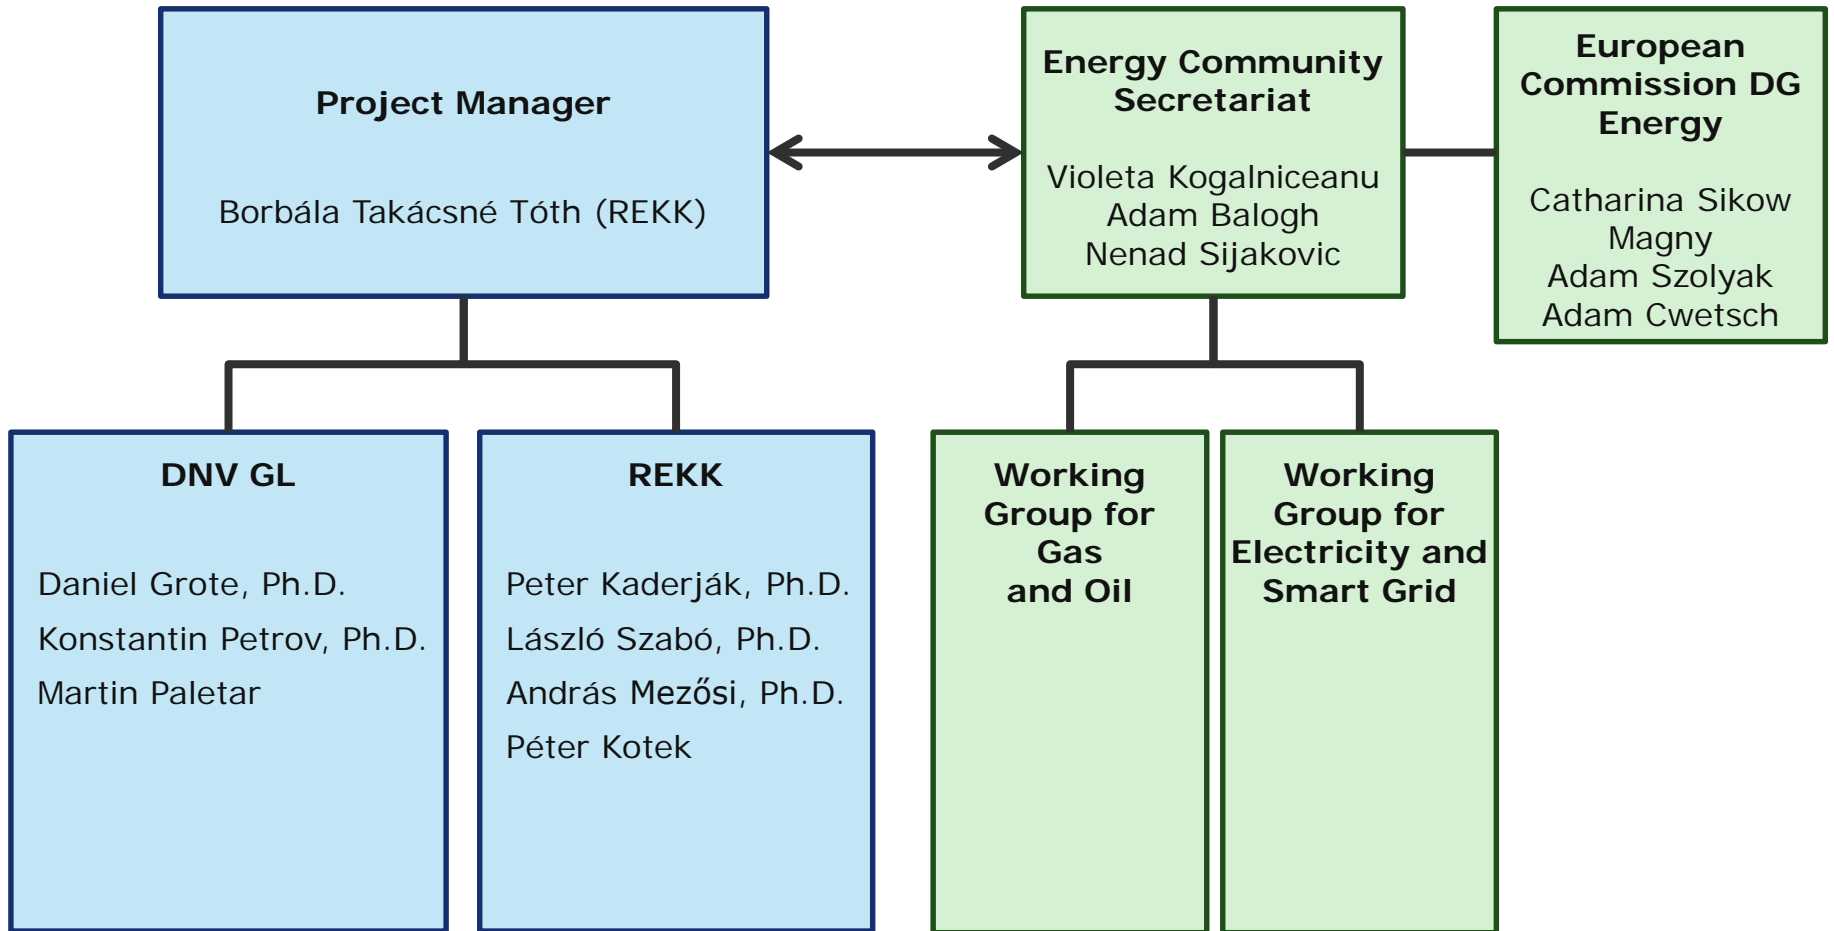 Project Manager
Borbála Takácsné Tóth (REKK)
Energy Community
Secretariat
Violeta Kogalniceanu
Adam Balogh
Nenad Sijakovic
European
Commission DG
Energy
Catharina Sikow
Magny
Adam Szolyak
Adam Cwetsch
DNV GL
Daniel Grote, Ph.D.
Konstantin Petrov, Ph.D.
Martin Paletar
REKK
Peter Kaderják, Ph.D.
László Szabó, Ph.D.
András Mezősi, Ph.D.
Péter Kotek
Working
Group for
Gas
and Oil
Working
Group for
Electricity and
Smart Grid